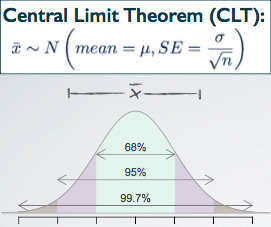 Central Limit Theorem (CLT):
x̄ ~ N ( mean = μ, SE = σ/√n )
x̄
68%
95%
99.7%